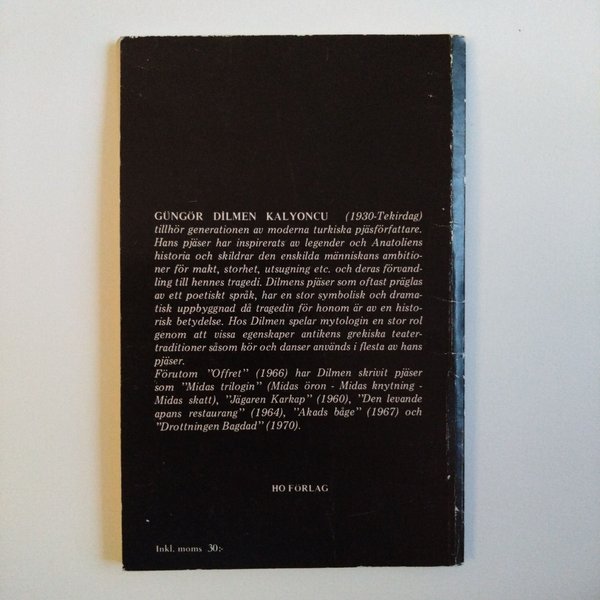 GÜNGÖR DİLMEN KALYONCU (1930-Tekirdag)
tillhör generationen av moderna turkiska pjäsförfattare.
Hans pjäser har inspirerats av legender och Anatoliens
historia och skildrar den enskilda människans ambitio-
ner för makt, storhet, utsugning etc. och deras förvand-
ling till hennes tragedi. Dilmens pjäser som oftast präglas
av ett poetiskt språk, har en stor symbolisk och drama-
tisk uppbyggnad då tragedin för honom är av en histo-
risk betydelse. Hos Dilmen spelar mytologin en stor rol
genom att vissa egenskaper antikens grekiska teater-
traditioner såsom kör och danser används i flesta av hans
pjäser.
Förutom "Offret" (1966) har Dilmen skrivit pjäser
som "Midas trilogin" (Midas öron - Midas knytning -
Midas skatt), "Jägaren Karkap" (1960), "Den levande
apans restaurang" (1964), "Akads båge" (1967) och
"Drottningen Bagdad" (1970).
HO FÖRLAG
Inkl. moms 30:-